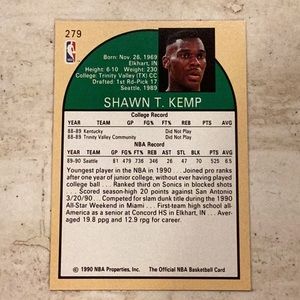 279
NBA
Born: Nov. 26, 1969
Elkhart, IN
Height: 6-10 Weight: 230
College: Trinity Valley (TX) CC
Drafted: 1st Rd-Pick 17
Seattle, 1989
SHAWN T. KEMP
College Record
YEAR TEAM GP FG% FT% REB AST STL BLK PTS AVG
88-89 Kentucky Did Not Play
88-89 Trinity Valley Community Did Not Play
NBA Record
YEAR TEAM GP FG% FT% REB AST STL BLK PTS AVG
89-90 Seattle 81 .479 .736 346 26 47 70 525 6.5
Youngest player in the NBA in 1990 . . . Joined pro ranks
after one year of junior college, without ever having played
college ball . . . Ranked third on Sonics in blocked shots
. . . Scored season-high 20 points against San Antonio
3/20/90 . . . Competed for slam dunk title during the 1990
All-Star Weekend in Miami . . . First-team high school all-
America as a senior at Concord HS in Elkhart, IN . . . Aver-
aged 19.8 ppg and 12.9 rpg for career.
© 1990 NBA Properties, Inc. The Official NBA Basketball Card